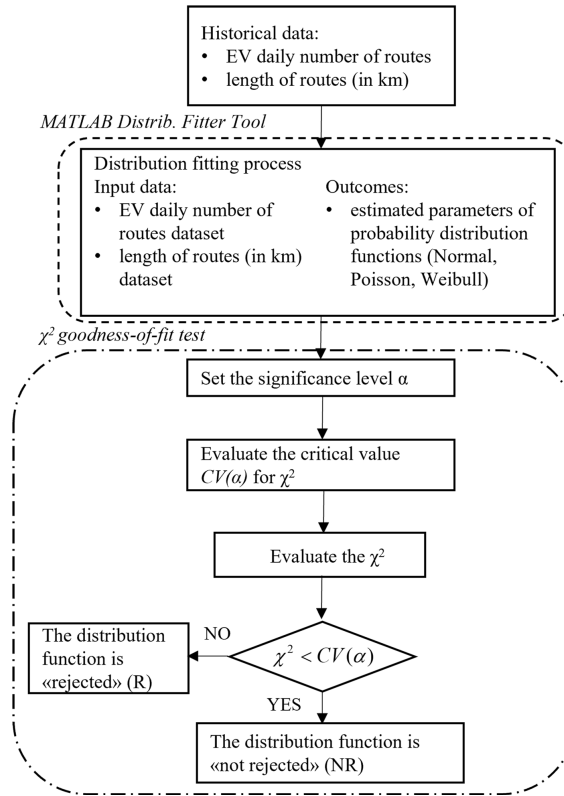 Historical data:
• EV daily number of routes
• length of routes (in km)
MATLAB Distrib. Fitter Tool
Distribution fitting process
Input data:
• EV daily number of
routes dataset
• length of routes (in km)
dataset
Outcomes:
• estimated parameters of
probability distribution
functions (Normal,
Poisson, Weibull)
χ² goodness-of-fit test
Set the significance level α
Evaluate the critical value
CV(α) for χ²
Evaluate the χ²
χ² < CV(α)
NO
The distribution
function is
«rejected» (R)
YES
The distribution function is
«not rejected» (NR)